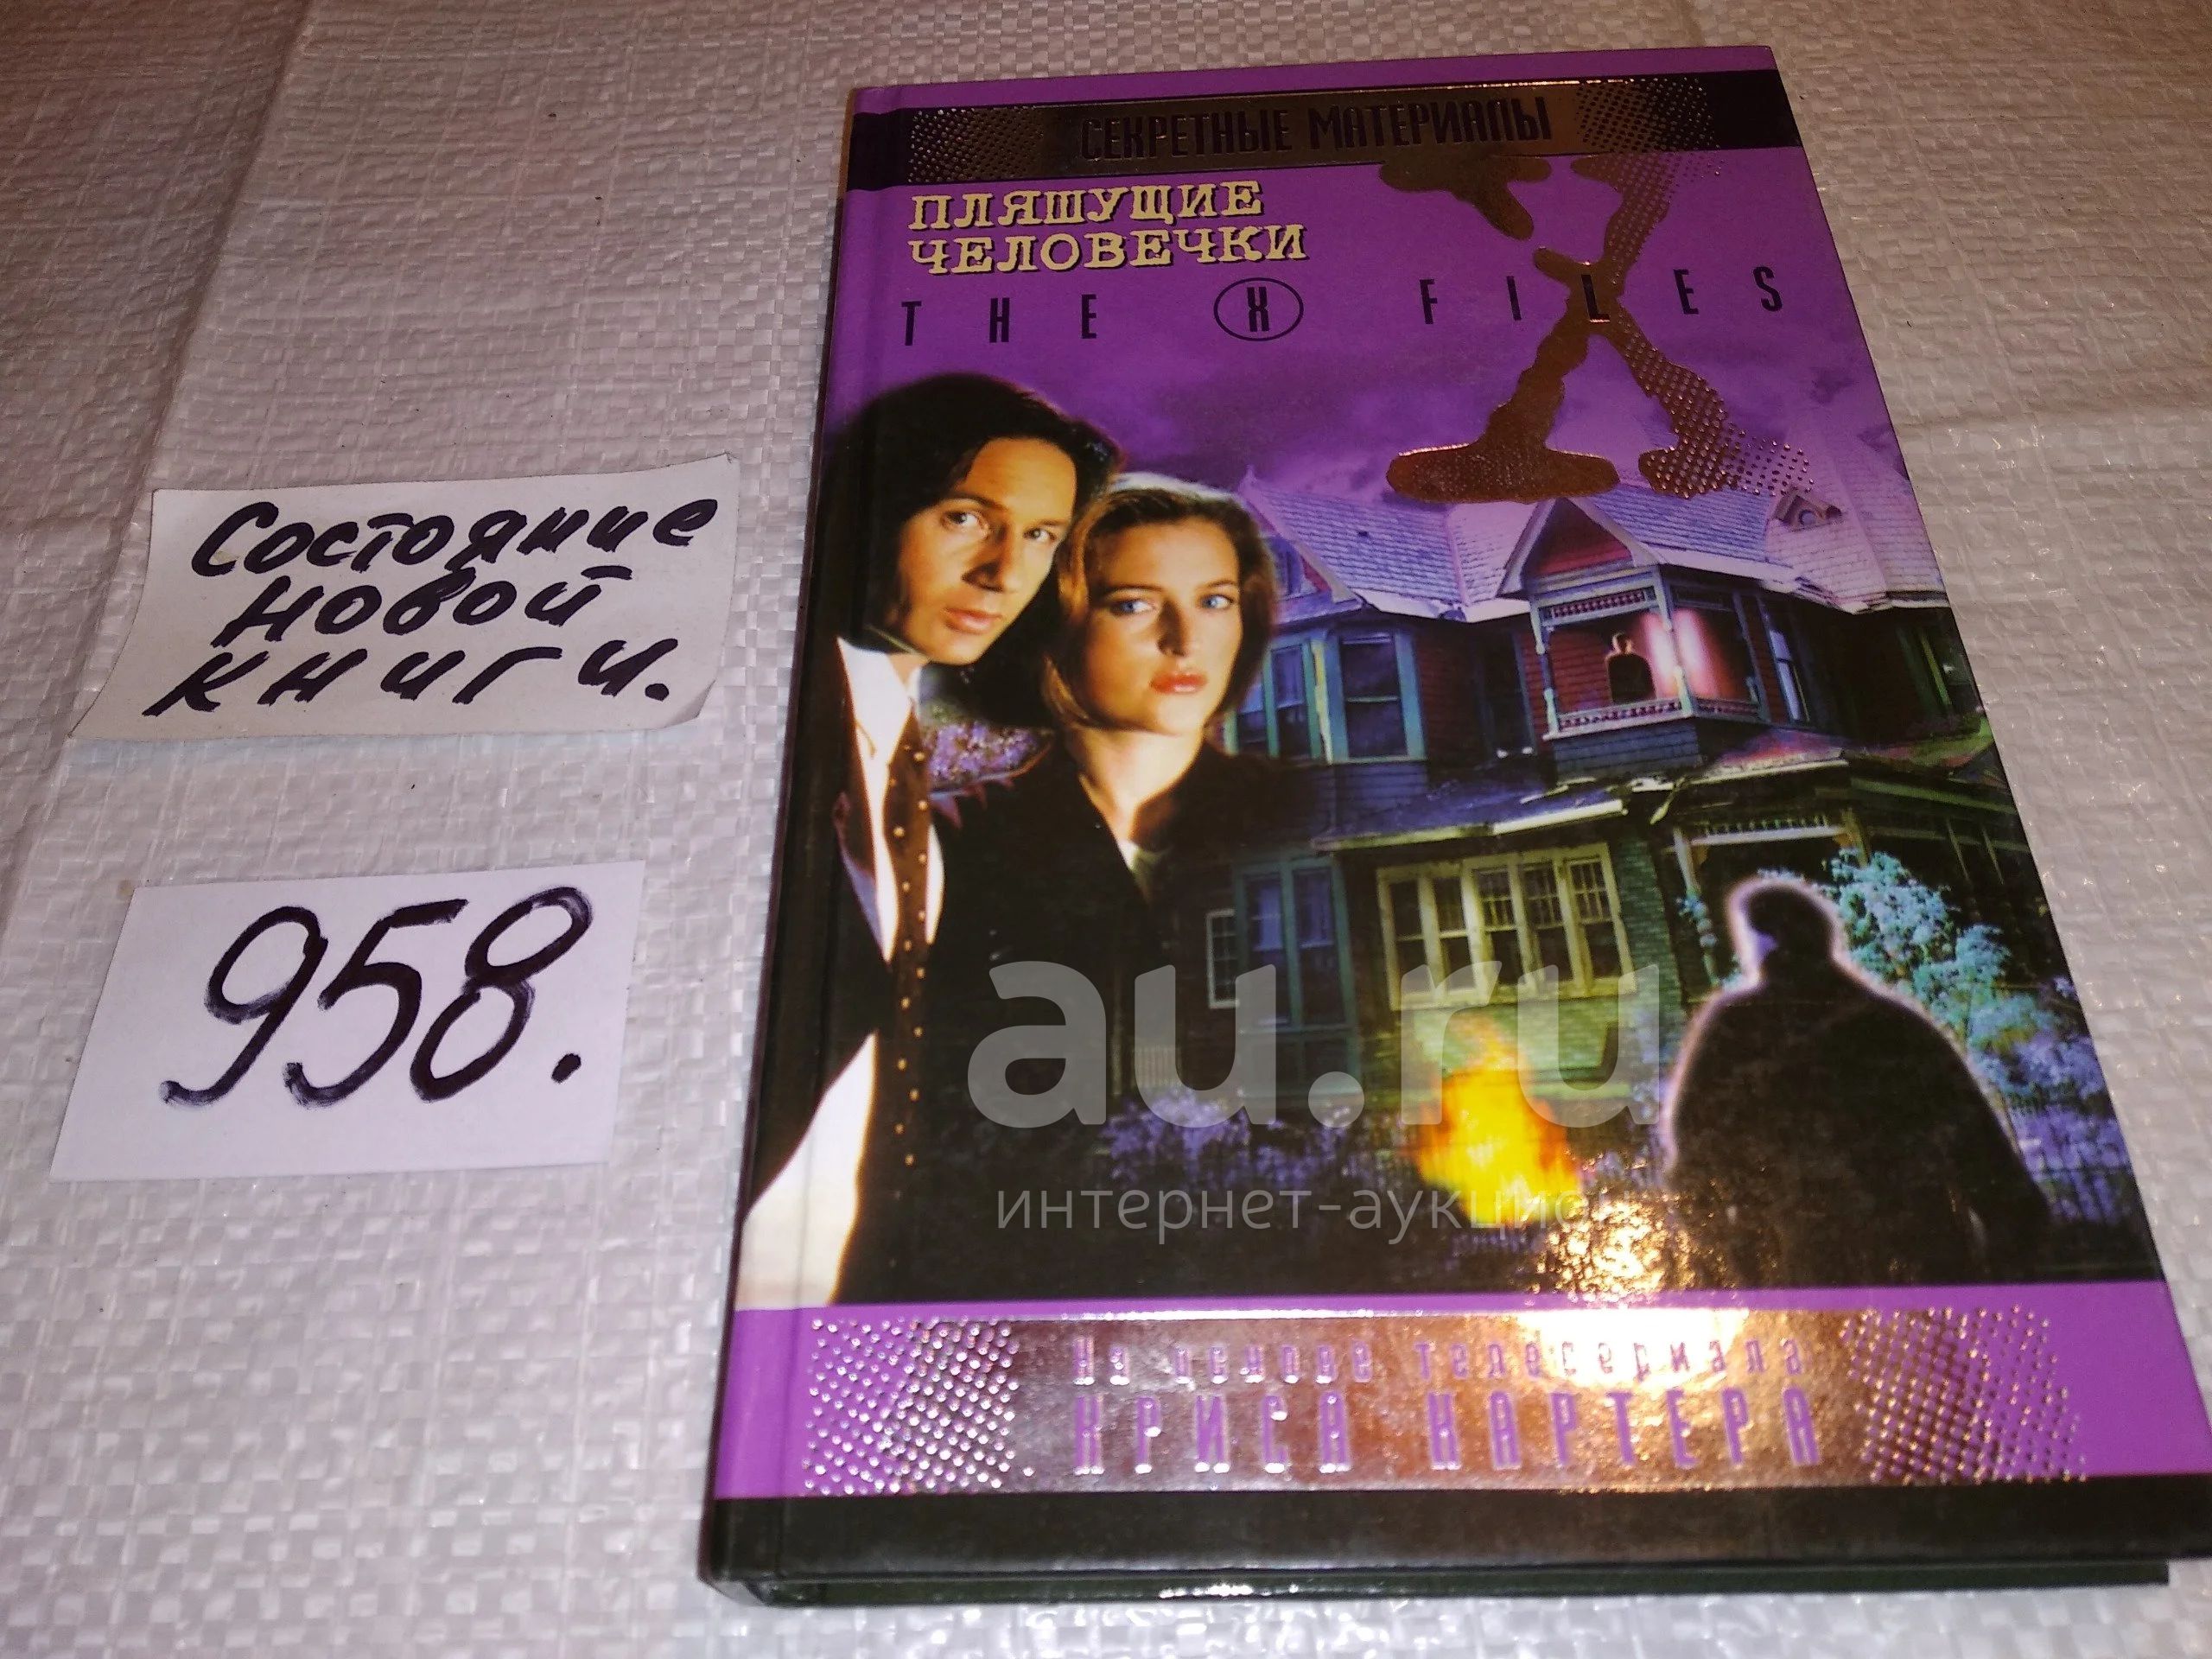 СЕКРЕТНЫЕ МАТЕРИАЛЫ
ПЛЯШУЩИЕ
ЧЕЛОВЕЧКИ
THE X FILES
Состояние
новой
книги.
958.
au.ru
интернет-аукцион
На основе телесериала
КРИСА КАРТЕРА